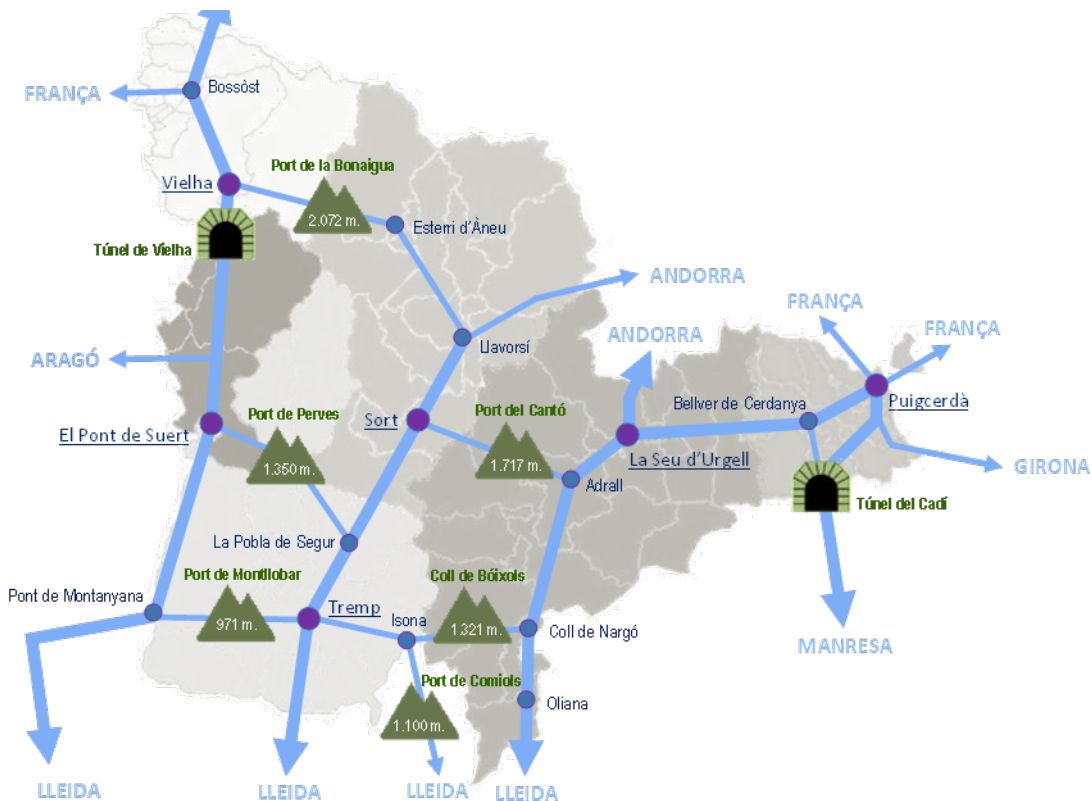 Bossòst
FRANÇA
Port de la Bonaigua
Vielha
2.072 m.
Esterri d'Àneu
Túnel de Vielha
ANDORRA
FRANÇA
FRANÇA
ANDORRA
Llavorsí
ARAGÓ
Port de Perves
Sort
Port del Cantó
Bellver de Cerdanya
Puigcerdà
El Pont de Suert
1.350 m.
1.717 m.
La Seu d'Urgell
GIRONA
Adrall
Túnel del Cadí
La Pobla de Segur
Port de Montllobar
Coll de Bóixols
Pont de Montanyana
971 m.
Tremp
Isona
1.321 m.
Coll de Nargó
MANRESA
Port de Comiols
Oliana
1.100 m.
LLEIDA
LLEIDA
LLEIDA
LLEIDA